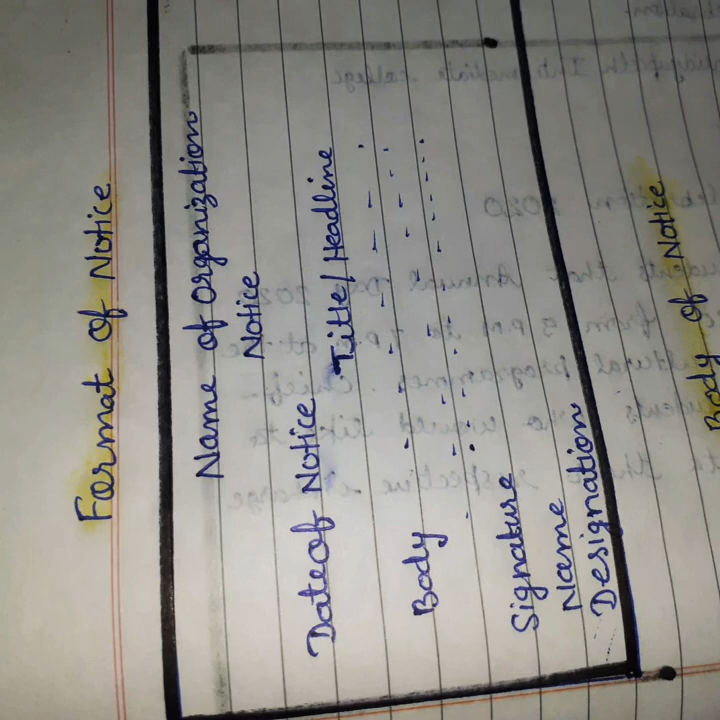 Format of Notice
Name of Organization
Notice
Date of Notice
Title/Headline
Body
Signature
Name
Designation
Body of Notice